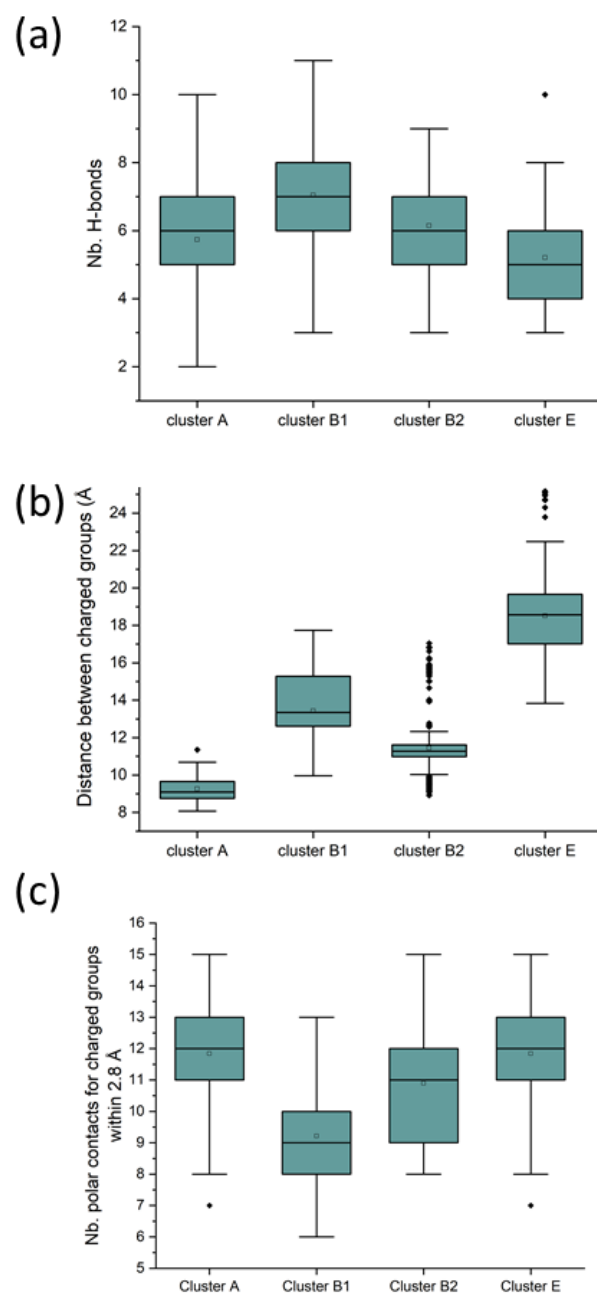 (a)
12
10
8
6
4
2
Nb. H-bonds
cluster A cluster B1 cluster B2 cluster E
(b)
24
22
20
18
16
14
12
10
8
Distance between charged groups (Å
cluster A cluster B1 cluster B2 cluster E
(c)
16
15
14
13
12
11
10
9
8
7
6
5
Nb. polar contacts for charged groups
within 2.8 Å
Cluster A Cluster B1 Cluster B2 Cluster E